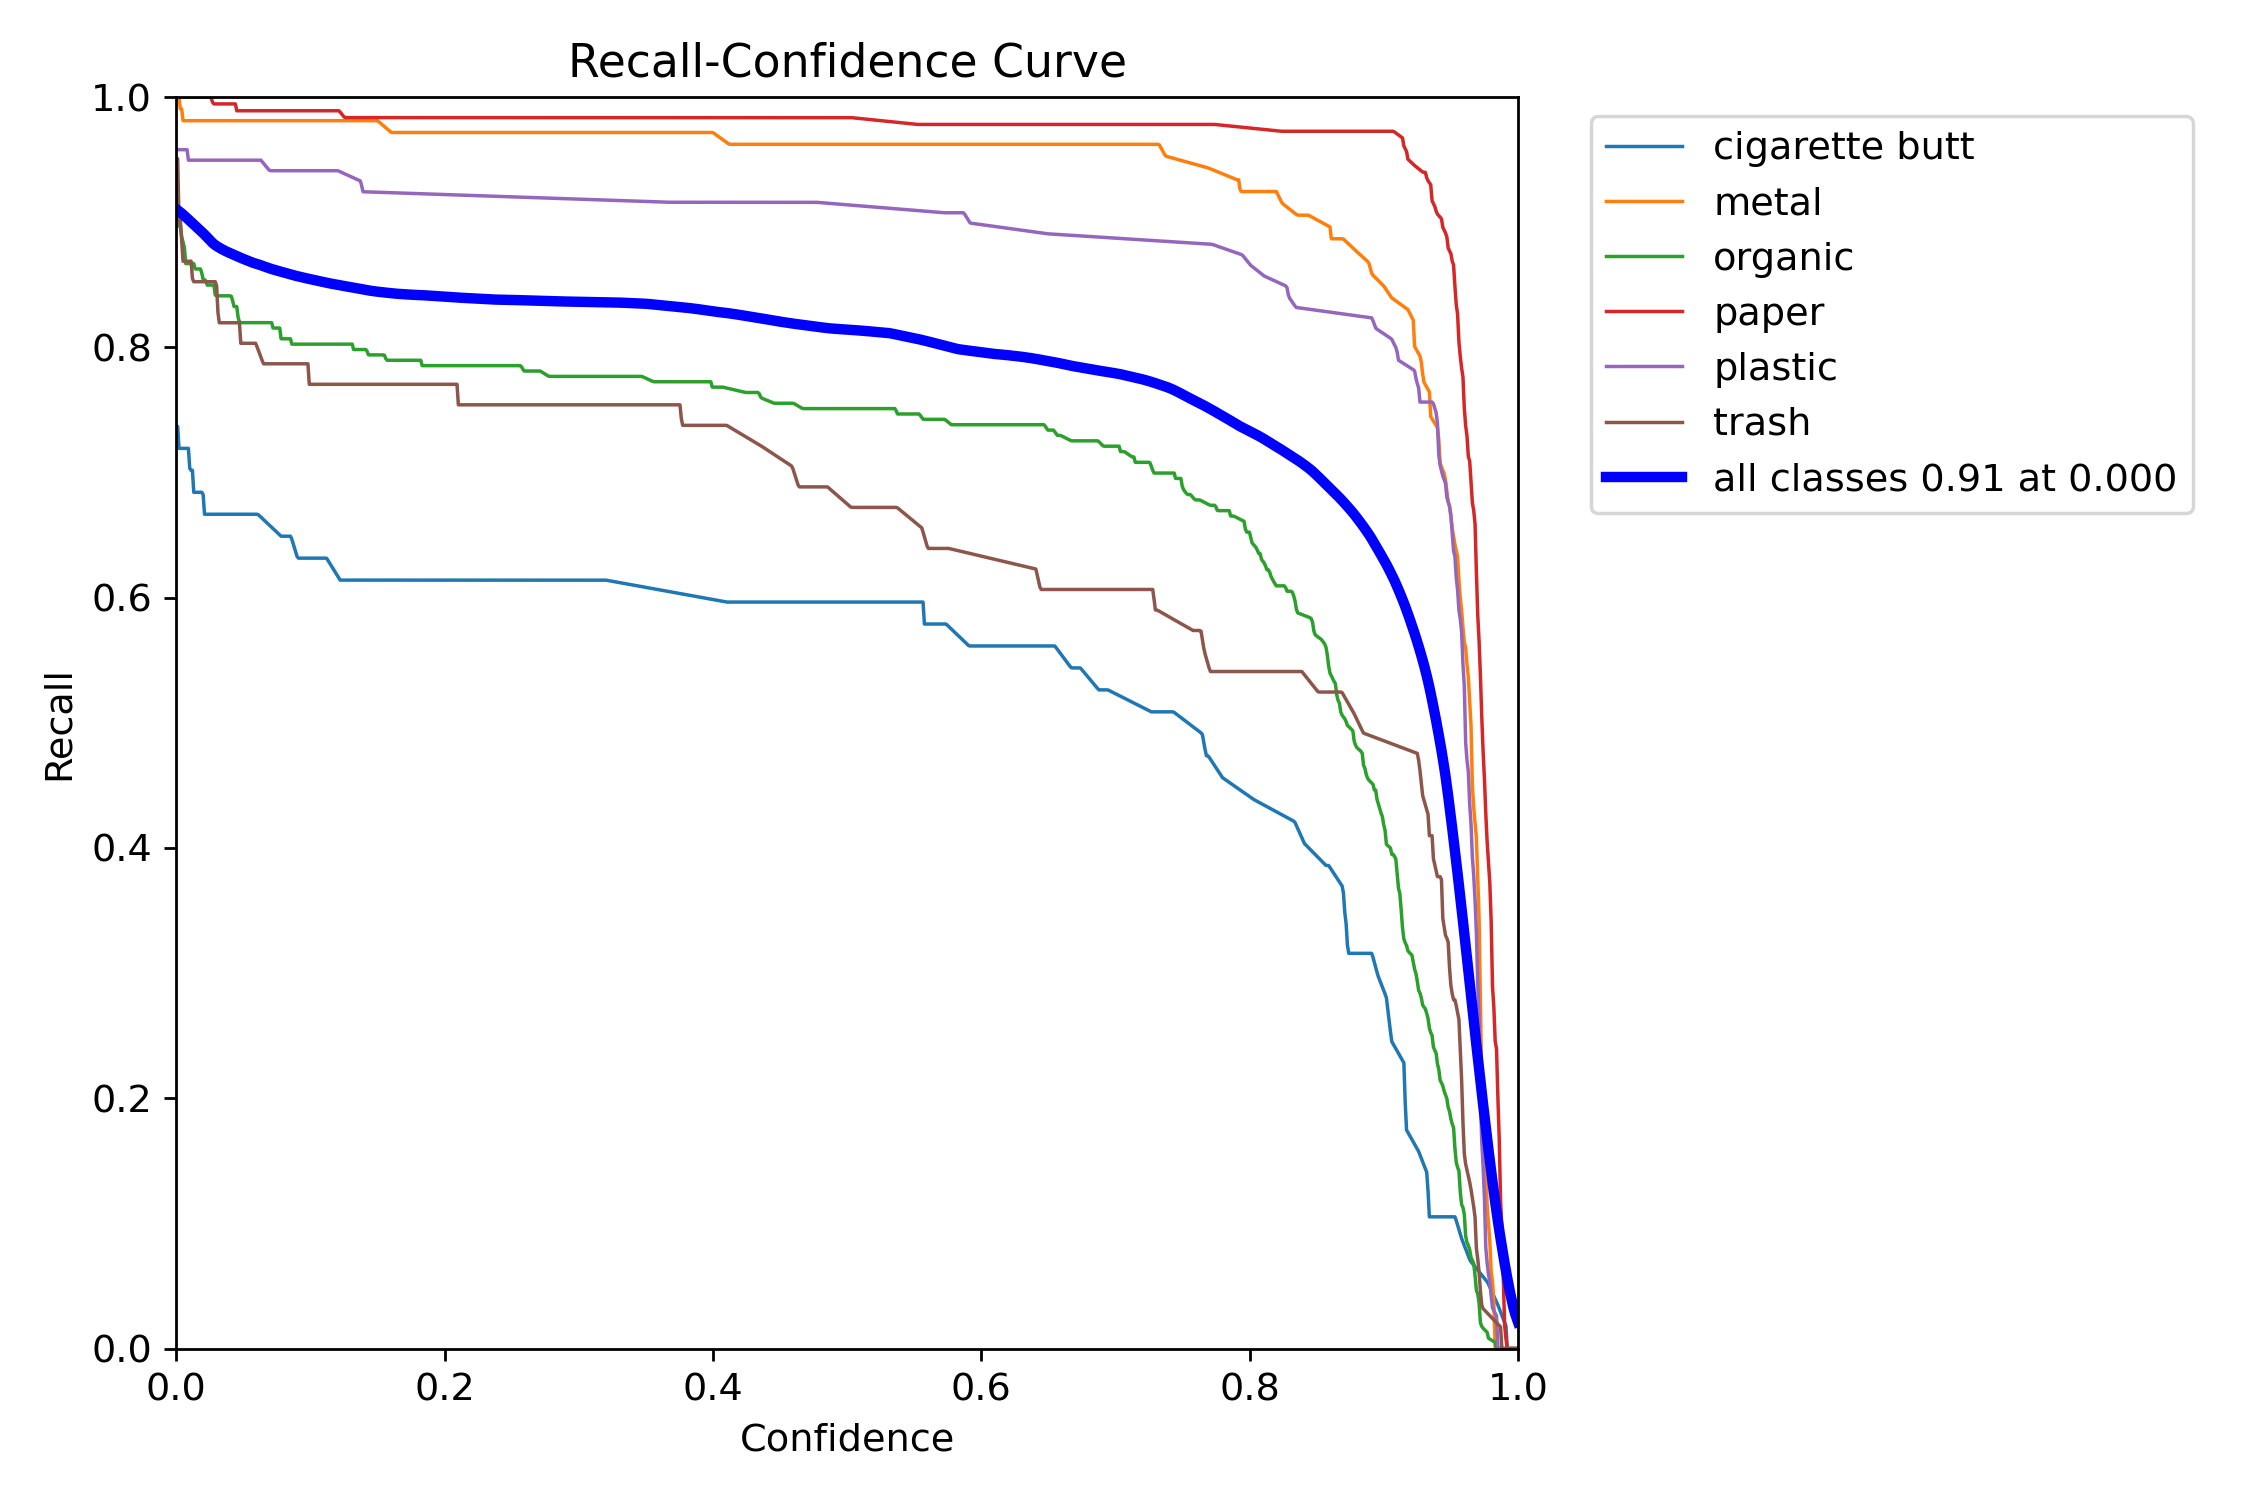 Recall-Confidence Curve
1.0
0.8
0.6
0.4
0.2
0.0
Recall
0.0 0.2 0.4 0.6 0.8 1.0
Confidence
cigarette butt
metal
organic
paper
plastic
trash
all classes 0.91 at 0.000